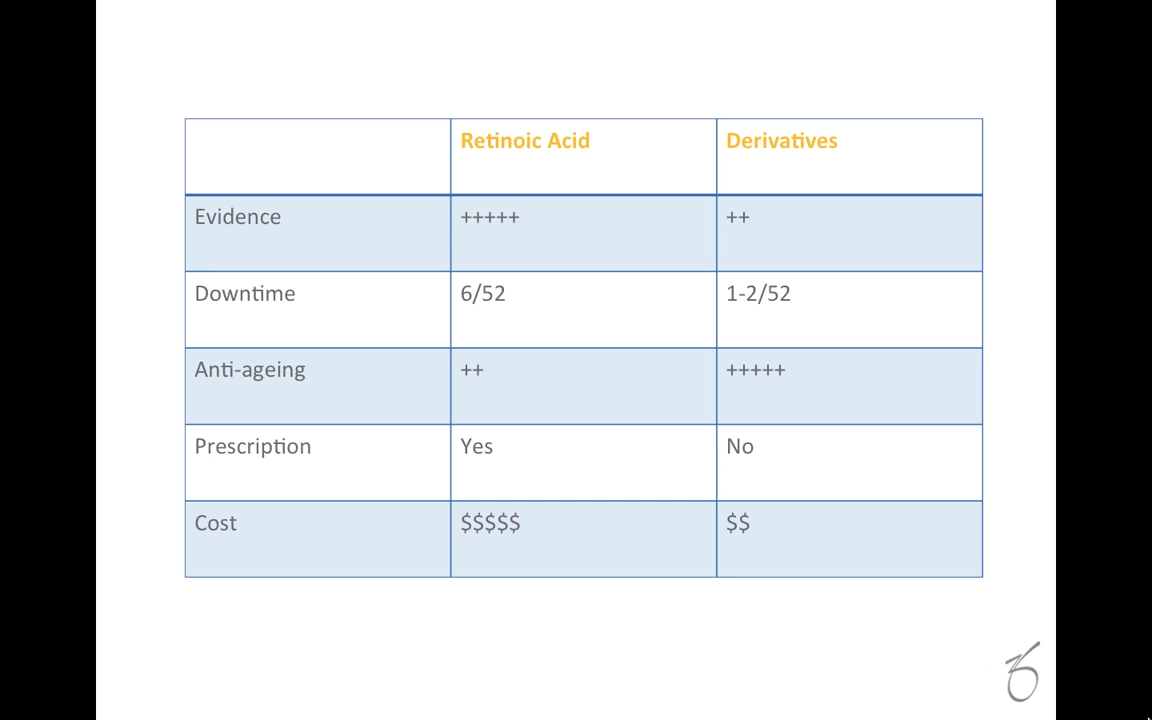 Retinoic Acid Derivatives
Evidence +++++ ++
Downtime 6/52 1-2/52
Anti-ageing ++ +++++
Prescription Yes No
Cost $$$$$ $$